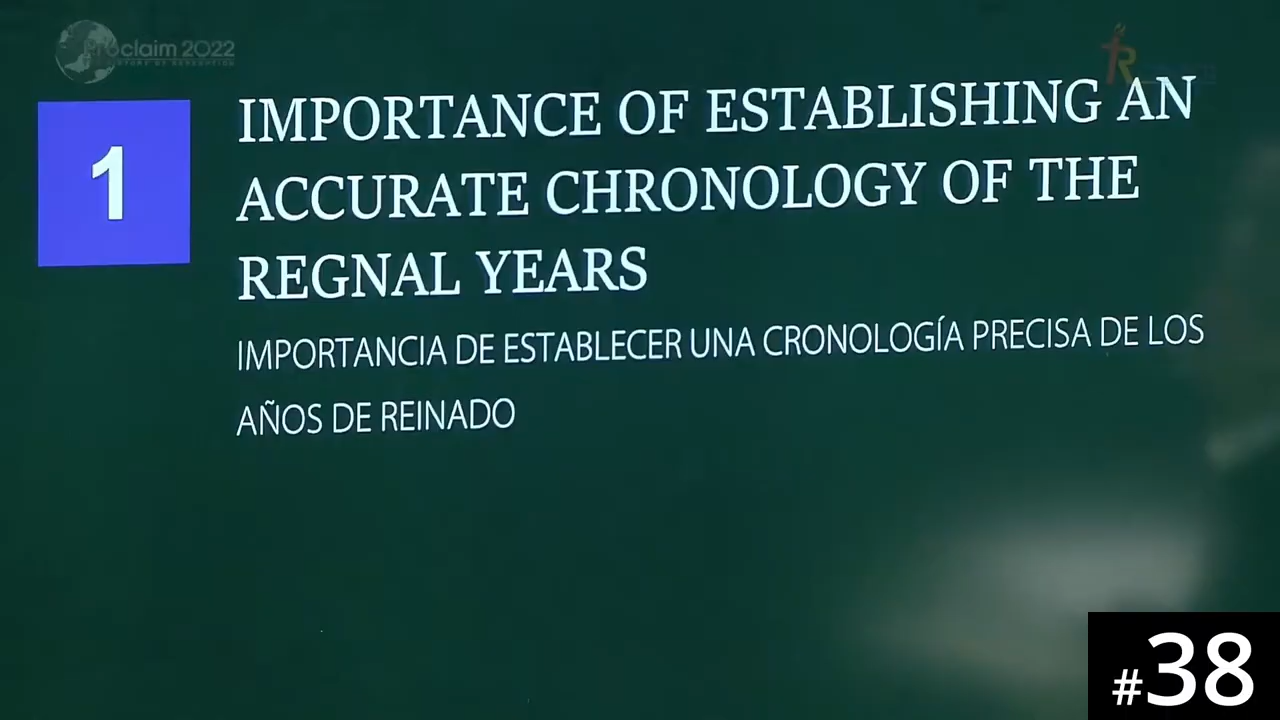 Proclaim 2022
1
IMPORTANCE OF ESTABLISHING AN
ACCURATE CHRONOLOGY OF THE
REGNAL YEARS
IMPORTANCIA DE ESTABLECER UNA CRONOLOGÍA PRECISA DE LOS
AÑOS DE REINADO
#38